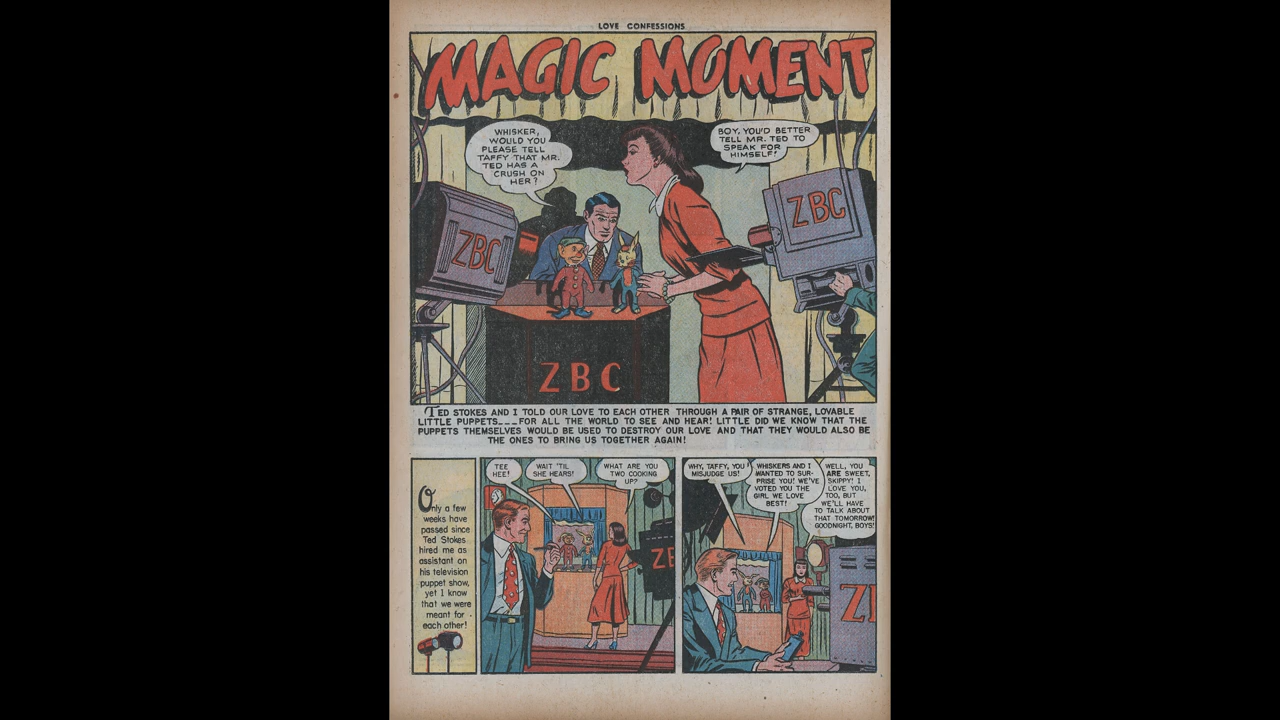 LOVE CONFESSIONS
MAGIC MOMENT
WHISKER,
WOULD YOU
PLEASE TELL
TAFFY THAT MR.
TED HAS A
CRUSH ON
HER?
BOY, YOU'D BETTER
TELL MR. TED TO
SPEAK FOR
HIMSELF!
ZBC
ZBC
ZBC
TED STOKES AND I TOLD OUR LOVE TO EACH OTHER THROUGH A PAIR OF STRANGE, LOVABLE
LITTLE PUPPETS___FOR ALL THE WORLD TO SEE AND HEAR! LITTLE DID WE KNOW THAT THE
PUPPETS THEMSELVES WOULD BE USED TO DESTROY OUR LOVE AND THAT THEY WOULD ALSO BE
THE ONES TO BRING US TOGETHER AGAIN!
Only a few
weeks have
passed since
Ted Stokes
hired me as
assistant on
his television
puppet show,
yet I know
that we were
meant for
each other!
TEE
HEE!
WAIT 'TIL
SHE HEARS!
WHAT ARE YOU
TWO COOKING
UP?
ZB
WHY, TAFFY, YOU
MISJUDGE US!
WHISKERS AND I
WANTED TO SUR-
PRISE YOU! WE'VE
VOTED YOU THE
GIRL WE LOVE
BEST!
WELL, YOU
ARE SWEET,
SKIPPY! I
LOVE YOU,
TOO, BUT
WE'LL HAVE
TO TALK ABOUT
THAT TOMORROW!
GOODNIGHT, BOYS!
Z